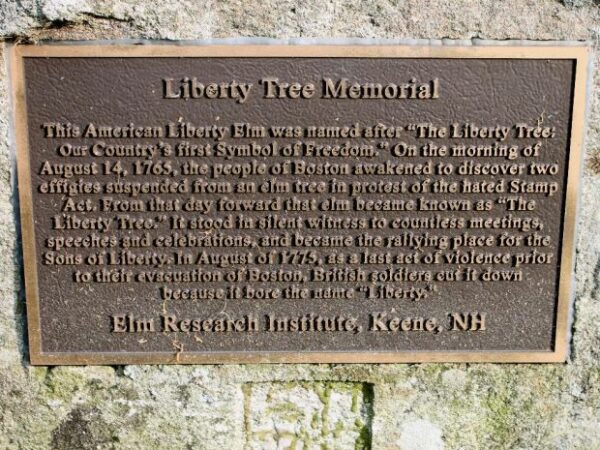 Liberty Tree Memorial
This American Liberty Elm was named after "The Liberty Tree:
Our Country's first Symbol of Freedom." On the morning of
August 14, 1765, the people of Boston awakened to discover two
effigies suspended from an elm tree in protest of the hated Stamp
Act. From that day forward that elm became known as "The
Liberty Tree." It stood in silent witness to countless meetings,
speeches and celebrations, and became the rallying place for the
Sons of Liberty. In August of 1775, as a last act of violence prior
to their evacuation of Boston, British soldiers cut it down
because it bore the name "Liberty."
Elm Research Institute, Keene, NH